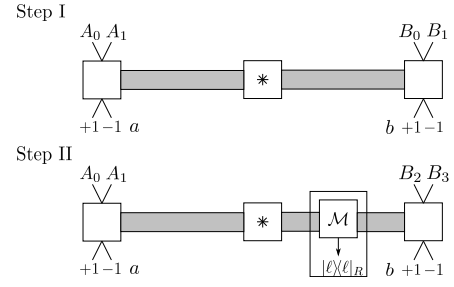 Step I
A₀ A₁ B₀ B₁
*
+1 −1 a b +1 −1
Step II
A₀ A₁ B₂ B₃
* ℳ
+1 −1 a |ℓ⟩⟨ℓ|_R b +1 −1